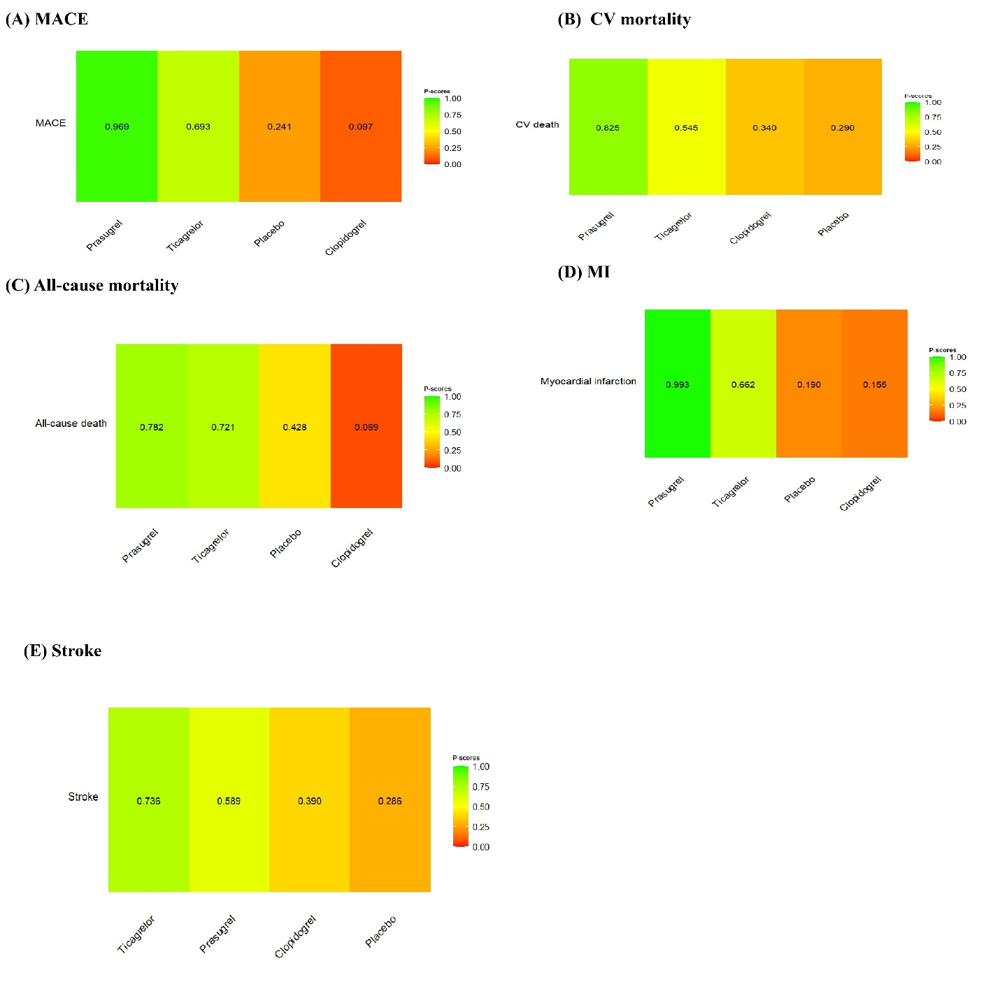 (A) MACE
P-scores
1.00
0.75
0.50
0.25
0.00
MACE
0.969 0.693 0.241 0.097
Prasugrel Ticagrelor Placebo Clopidogrel
(B) CV mortality
P-scores
1.00
0.75
0.50
0.25
0.00
CV death
0.825 0.545 0.340 0.290
Prasugrel Ticagrelor Clopidogrel Placebo
(C) All-cause mortality
P-scores
1.00
0.75
0.50
0.25
0.00
All-cause death
0.782 0.721 0.428 0.069
Prasugrel Ticagrelor Placebo Clopidogrel
(D) MI
P-scores
1.00
0.75
0.50
0.25
0.00
Myocardial infarction
0.993 0.662 0.190 0.155
Prasugrel Ticagrelor Placebo Clopidogrel
(E) Stroke
P-scores
1.00
0.75
0.50
0.25
0.00
Stroke
0.736 0.589 0.390 0.286
Ticagrelor Prasugrel Clopidogrel Placebo